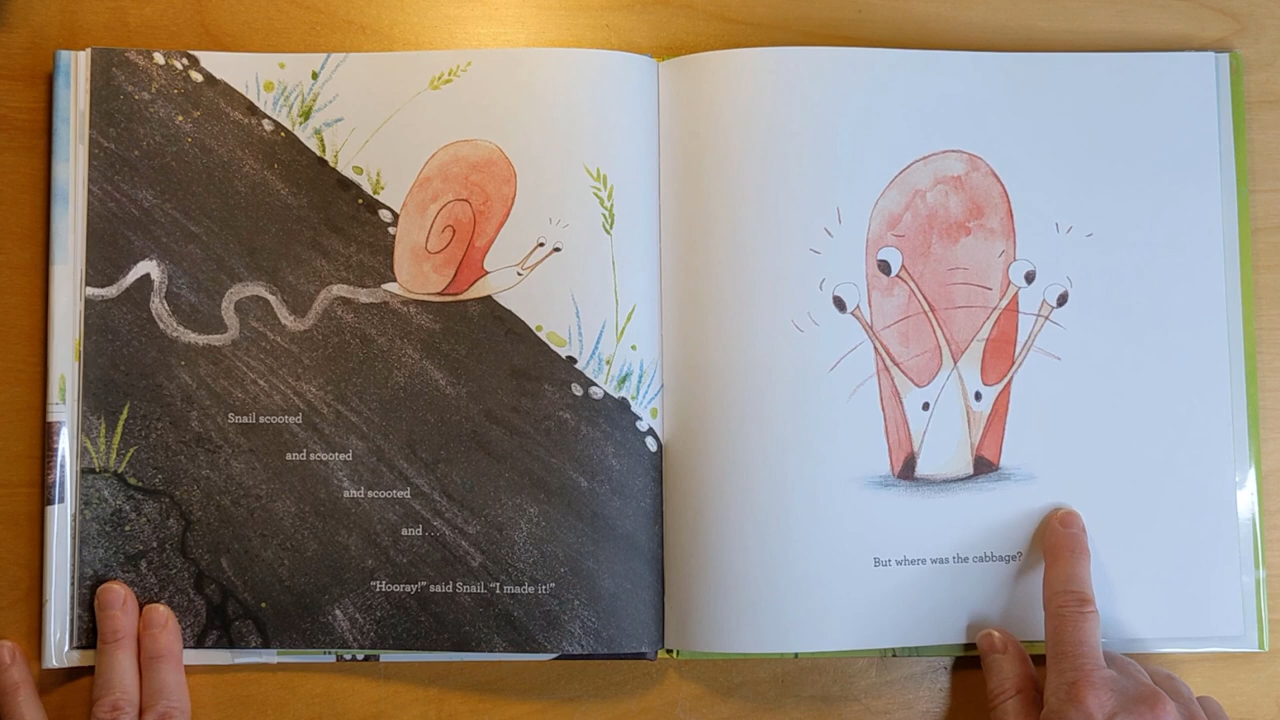 Snail scooted
and scooted
and scooted
and . . .
“Hooray!” said Snail. “I made it!”
But where was the cabbage?